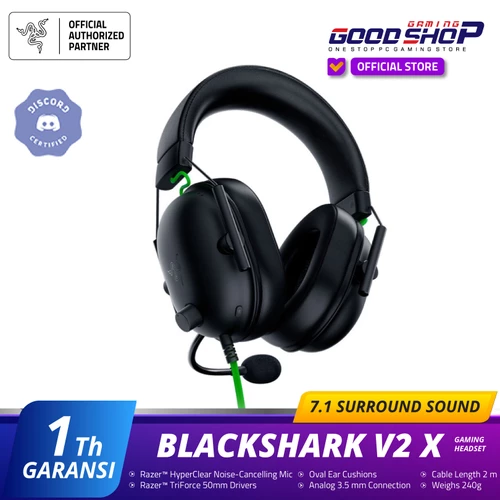 OFFICIAL
AUTHORIZED
PARTNER
GAMING
GOODSHOP
ONE STOP PC GAMING STORE
OFFICIAL STORE
DISCORD
CERTIFIED
7.1 SURROUND SOUND
1Th
GARANSI
BLACKSHARK V2 X
GAMING
HEADSET
• Razer™ HyperClear Noise-Cancelling Mic
• Razer™ TriForce 50mm Drivers
• Oval Ear Cushions
• Analog 3.5 mm Connection
• Cable Length 2 m
• Weighs 240g